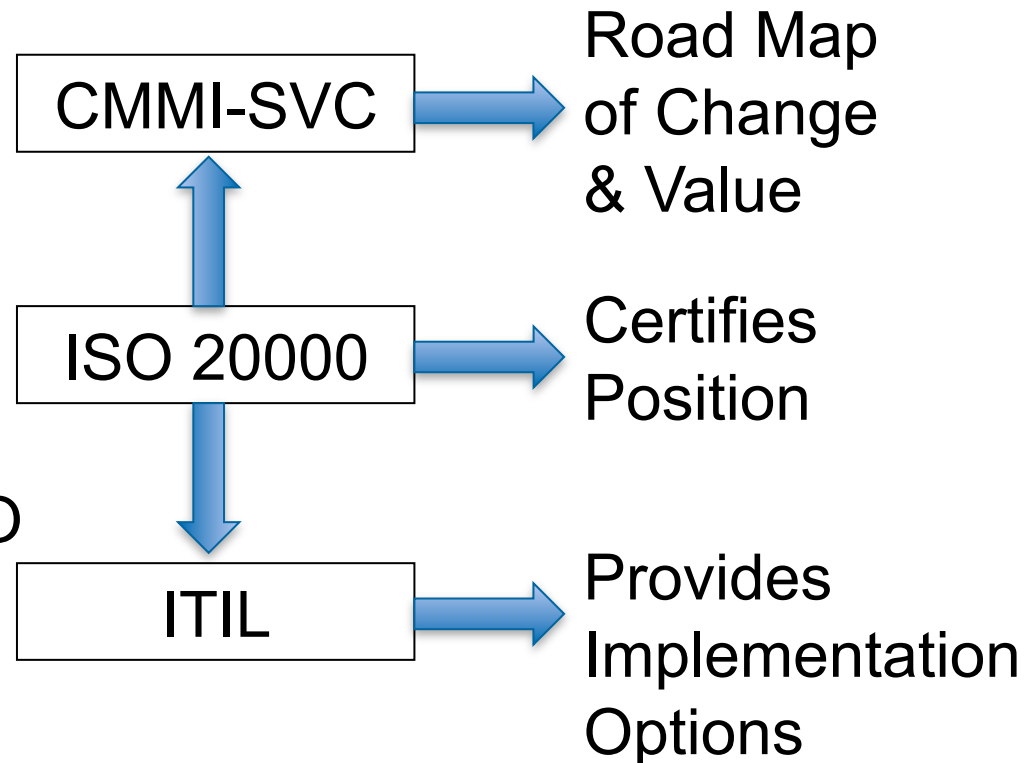 CMMI-SVC
Road Map
of Change
& Value
ISO 20000
Certifies
Position
ITIL
Provides
Implementation
Options